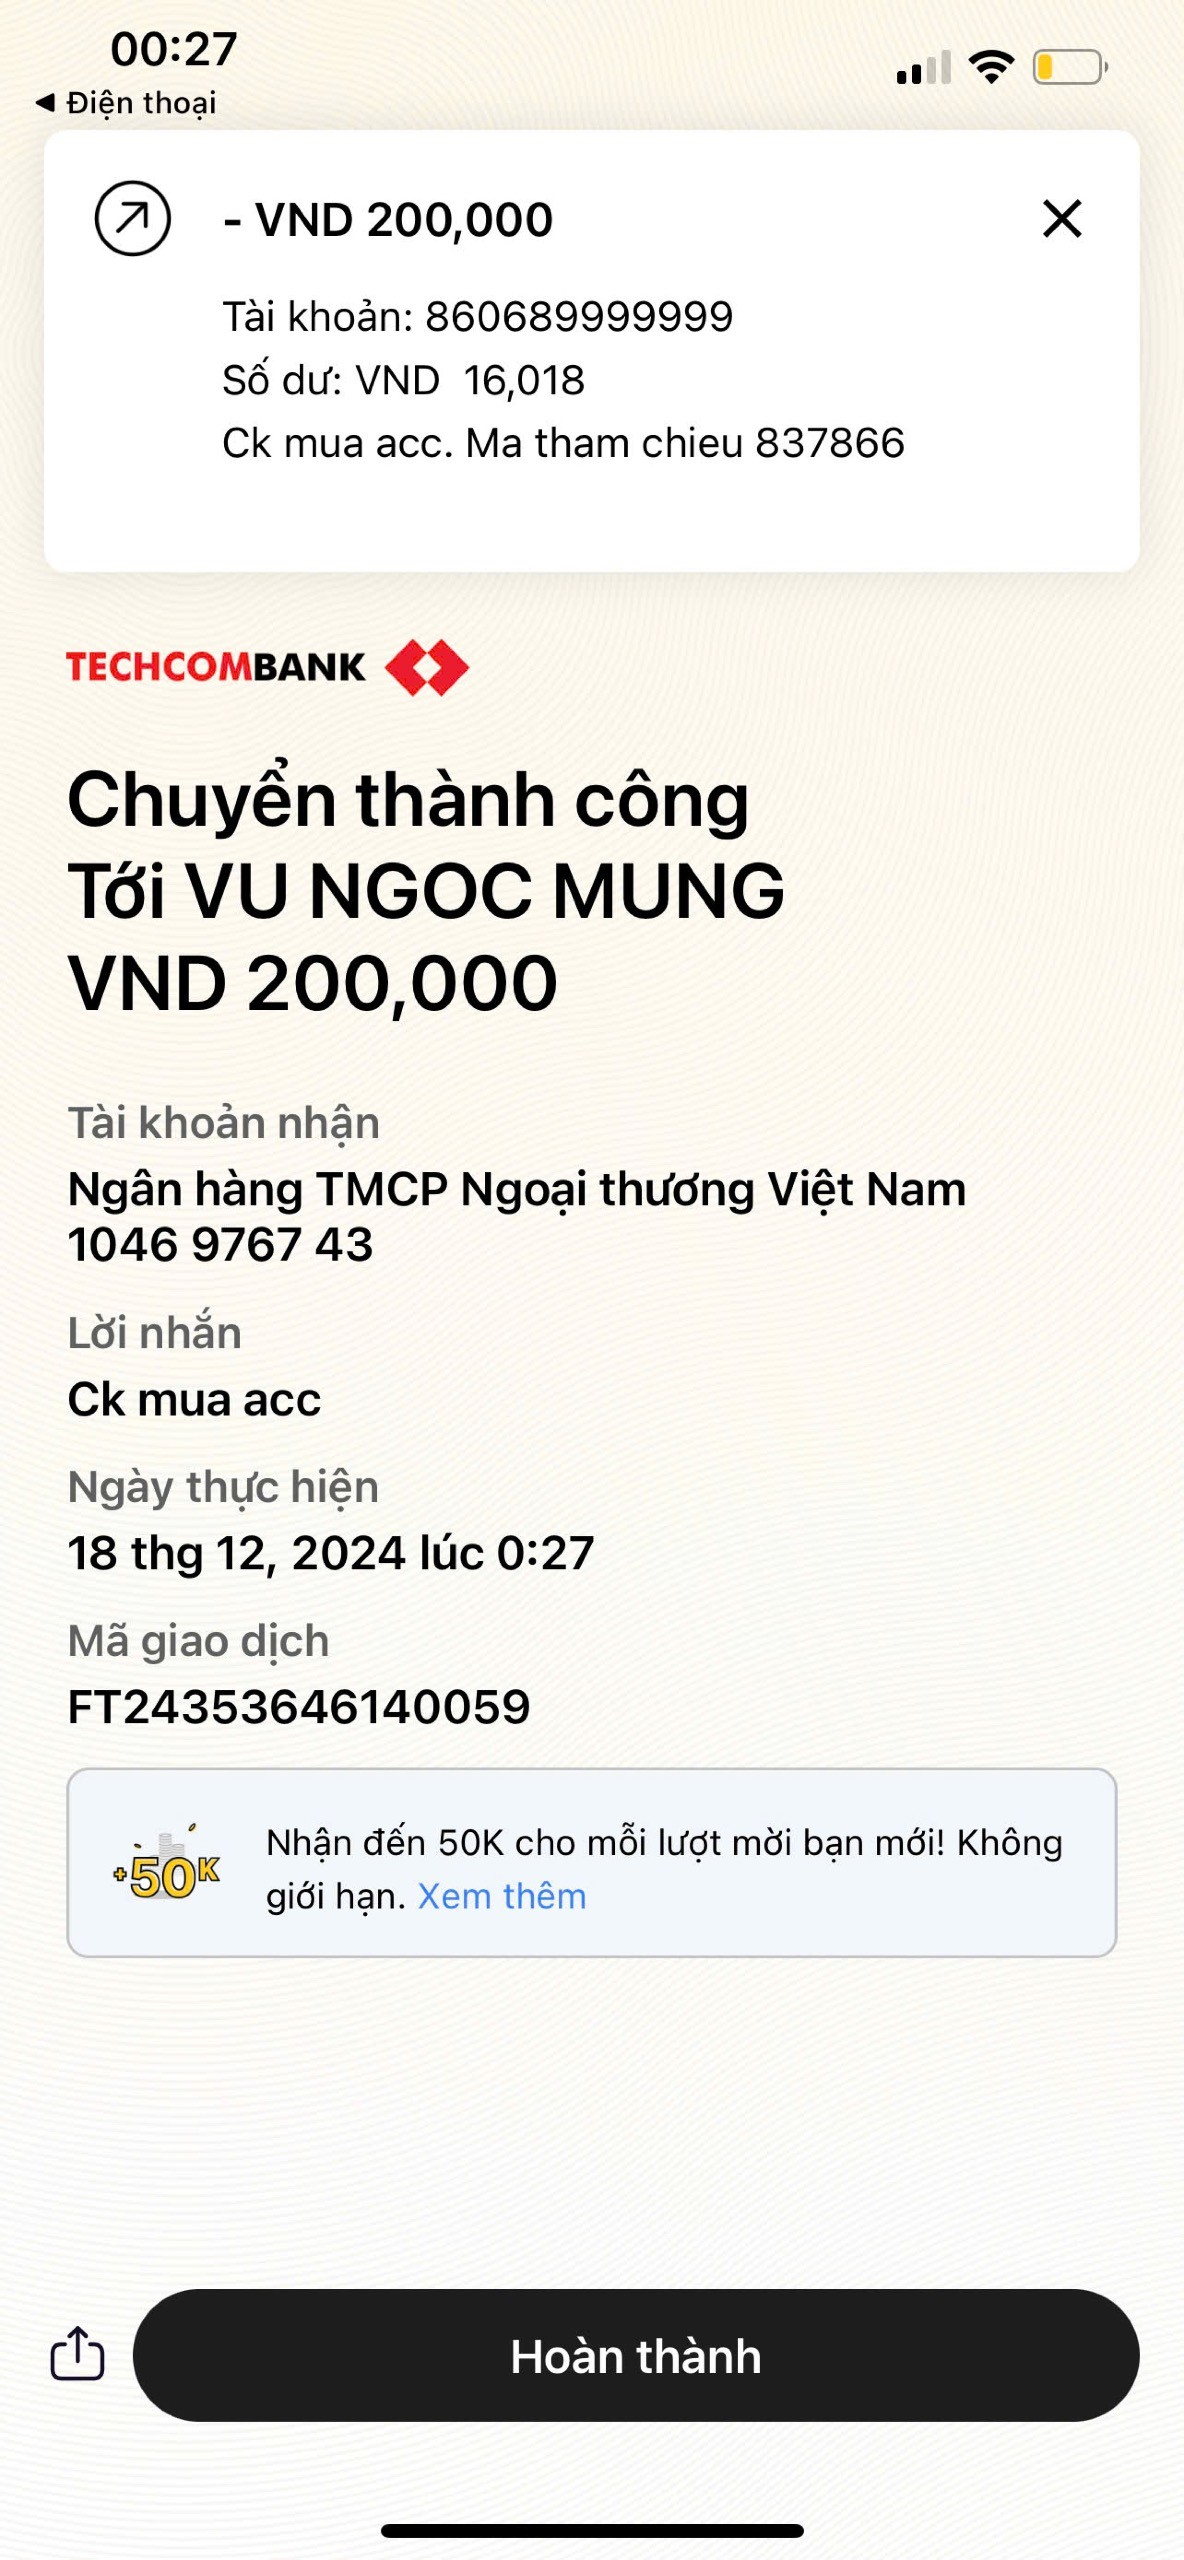 00:27
◀ Điện thoại
- VND 200,000
Tài khoản: 860689999999
Số dư: VND 16,018
Ck mua acc. Ma tham chieu 837866
TECHCOMBANK
Chuyển thành công
Tới VU NGOC MUNG
VND 200,000
Tài khoản nhận
Ngân hàng TMCP Ngoại thương Việt Nam
1046 9767 43
Lời nhắn
Ck mua acc
Ngày thực hiện
18 thg 12, 2024 lúc 0:27
Mã giao dịch
FT24353646140059
+50K
Nhận đến 50K cho mỗi lượt mời bạn mới! Không
giới hạn. Xem thêm
Hoàn thành